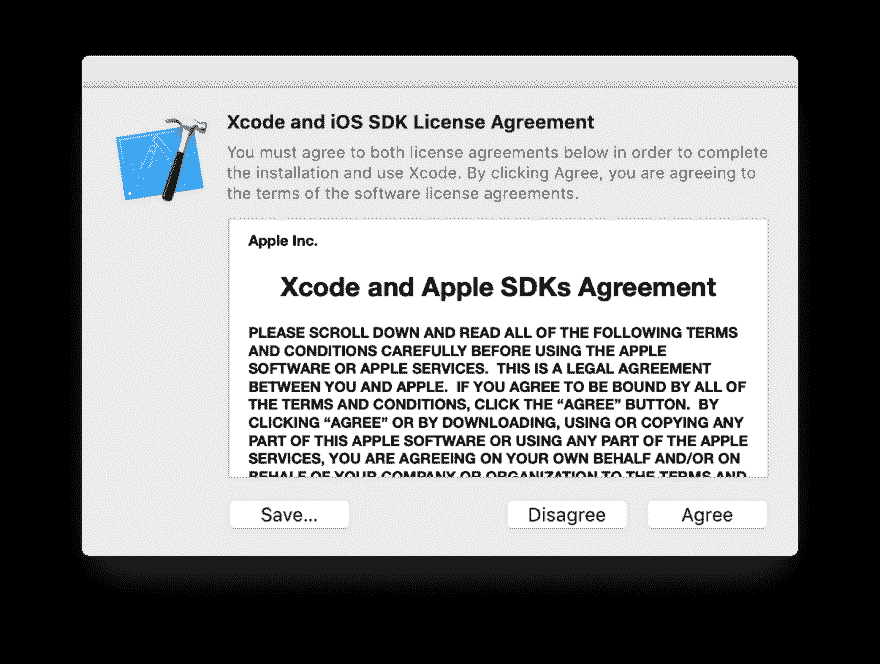 Xcode and iOS SDK License Agreement
You must agree to both license agreements below in order to complete
the installation and use Xcode. By clicking Agree, you are agreeing to
the terms of the software license agreements.
Apple Inc.
Xcode and Apple SDKs Agreement
PLEASE SCROLL DOWN AND READ ALL OF THE FOLLOWING TERMS
AND CONDITIONS CAREFULLY BEFORE USING THE APPLE
SOFTWARE OR APPLE SERVICES.  THIS IS A LEGAL AGREEMENT
BETWEEN YOU AND APPLE.  IF YOU AGREE TO BE BOUND BY ALL OF
THE TERMS AND CONDITIONS, CLICK THE “AGREE” BUTTON.  BY
CLICKING “AGREE” OR BY DOWNLOADING, USING OR COPYING ANY
PART OF THIS APPLE SOFTWARE OR USING ANY PART OF THE APPLE
SERVICES, YOU ARE AGREEING ON YOUR OWN BEHALF AND/OR ON
BEHALF OF YOUR COMPANY OR ORGANIZATION TO THE TERMS AND
Save...
Disagree
Agree